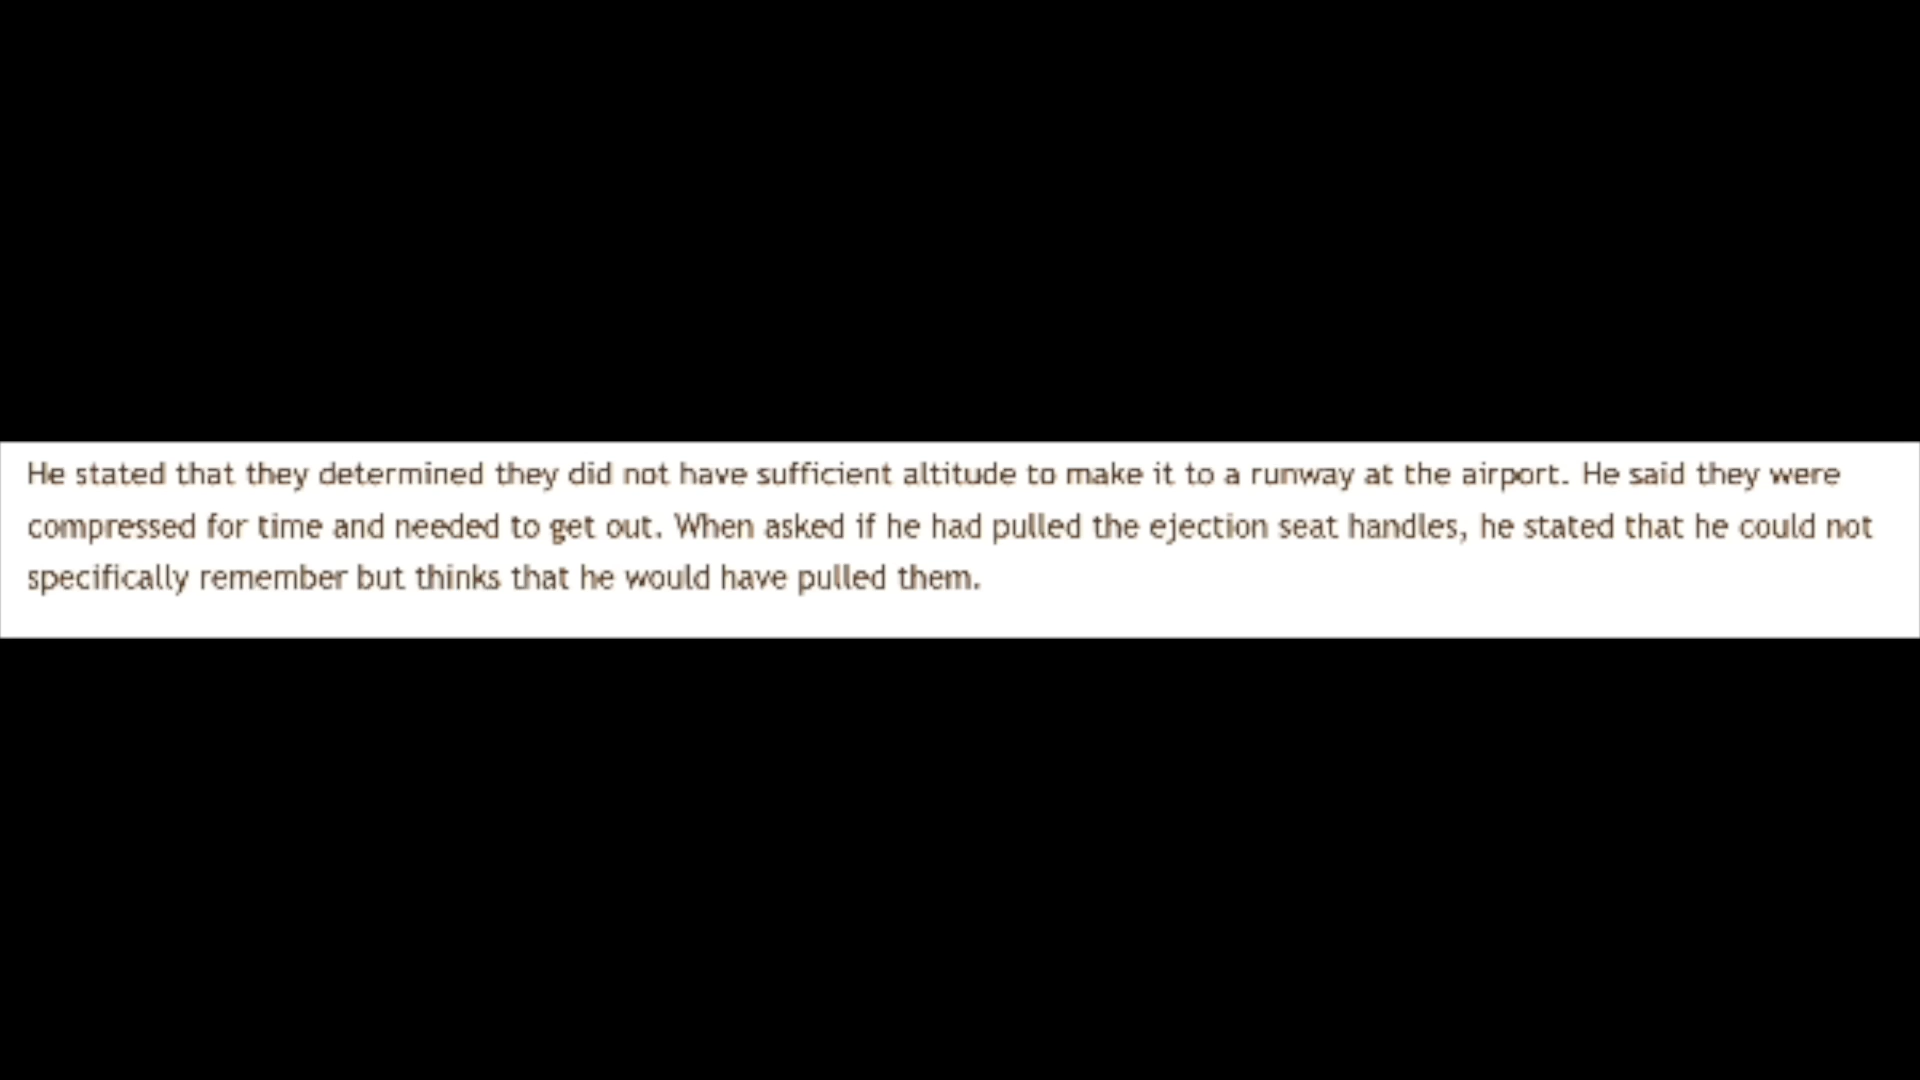 He stated that they determined they did not have sufficient altitude to make it to a runway at the airport. He said they were
compressed for time and needed to get out. When asked if he had pulled the ejection seat handles, he stated that he could not
specifically remember but thinks that he would have pulled them.